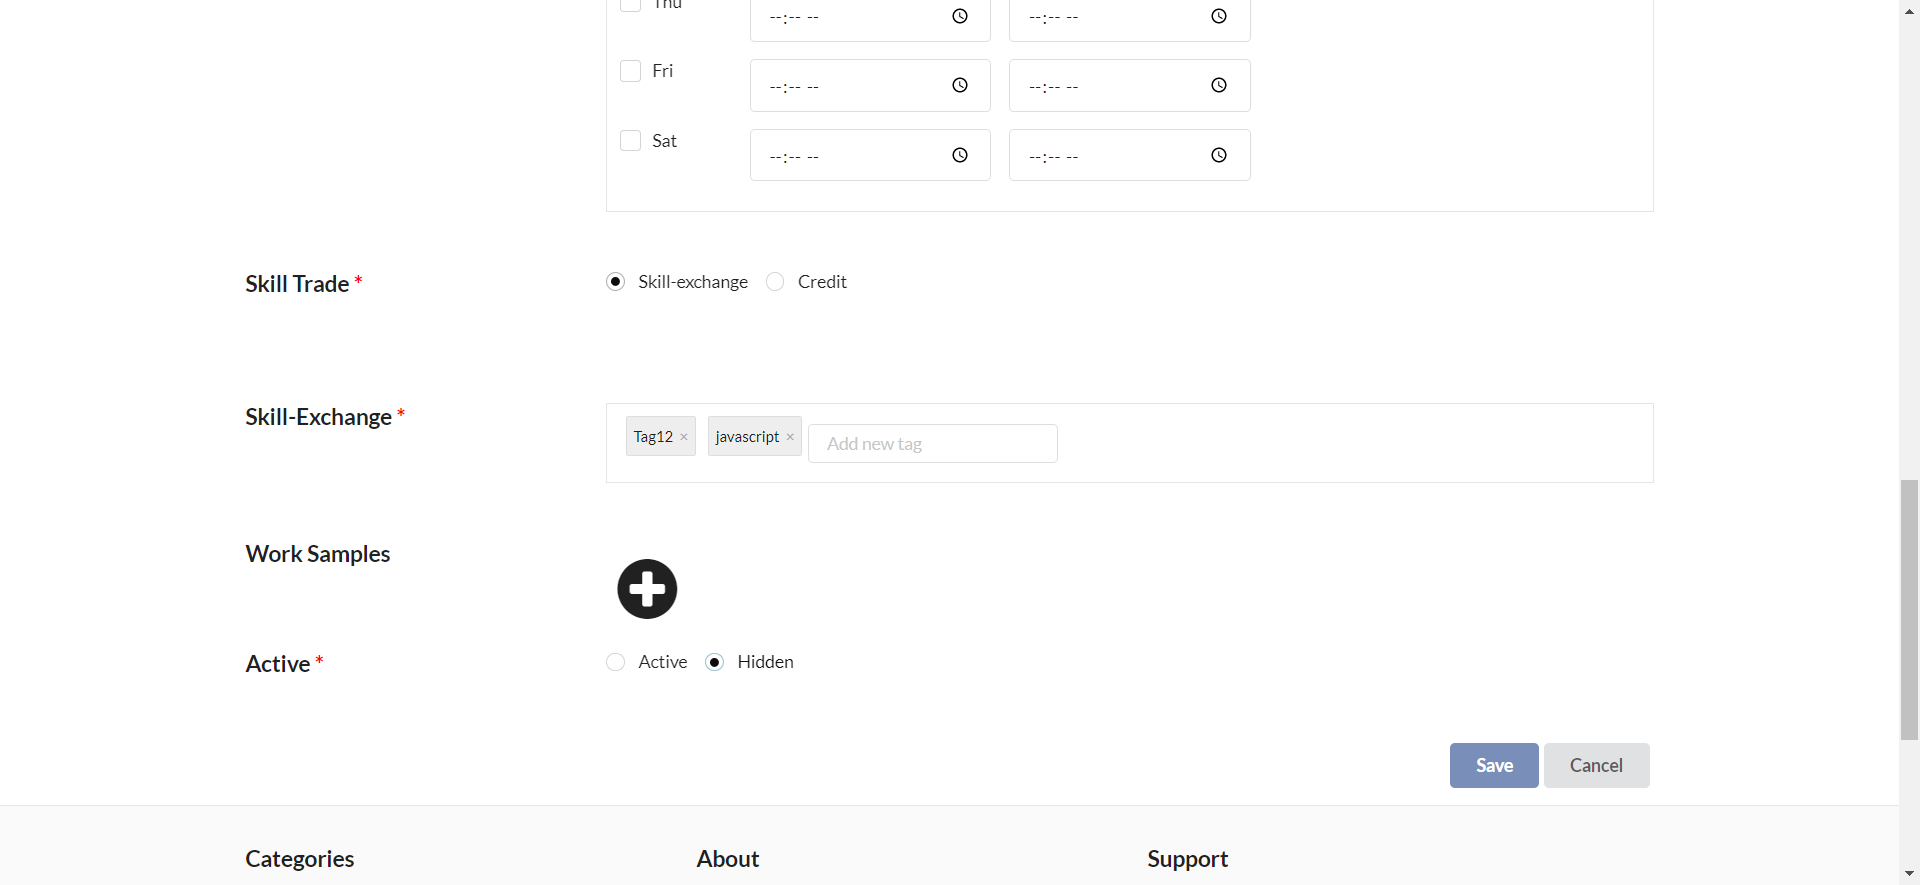 Thu --:-- -- --:-- --
Fri --:-- -- --:-- --
Sat --:-- -- --:-- --
Skill Trade * Skill-exchange Credit
Skill-Exchange * Tag12 × javascript × Add new tag
Work Samples
Active * Active Hidden
Save Cancel
Categories About Support